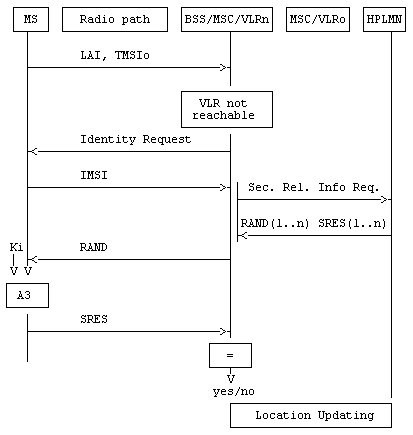 MS Radio path BSS/MSC/VLRn MSC/VLRo HPLMN
LAI, TMSIo
VLR not
reachable
Identity Request
IMSI
Sec. Rel. Info Req.
RAND(1..n) SRES(1..n)
Ki RAND
V V
A3
SRES
=
V
yes/no
Location Updating